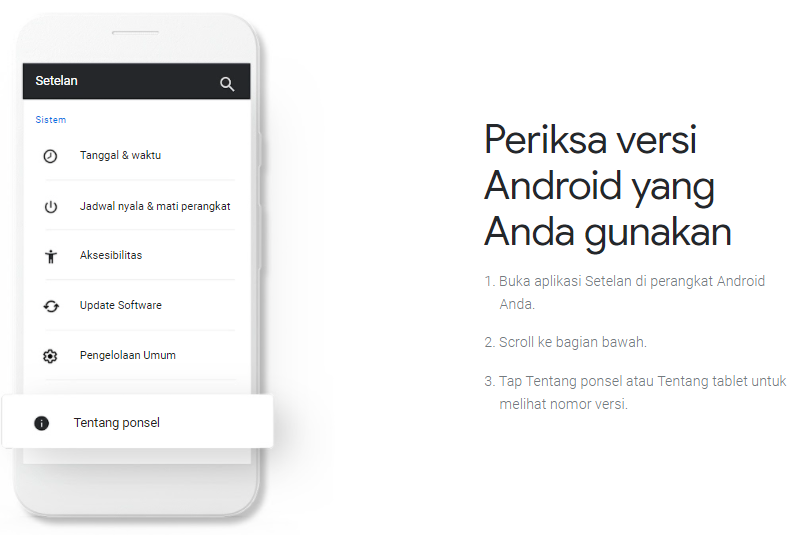 Setelan
Sistem
Tanggal & waktu
Jadwal nyala & mati perangkat
Aksesibilitas
Update Software
Pengelolaan Umum
Tentang ponsel
Periksa versi
Android yang
Anda gunakan
1. Buka aplikasi Setelan di perangkat Android
Anda.
2. Scroll ke bagian bawah.
3. Tap Tentang ponsel atau Tentang tablet untuk
melihat nomor versi.